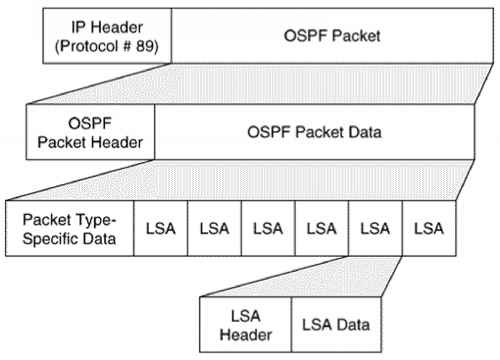 IP Header
(Protocol # 89)
OSPF Packet
OSPF
Packet Header
OSPF Packet Data
Packet Type-
Specific Data
LSA
LSA
LSA
LSA
LSA
LSA
LSA
Header
LSA Data